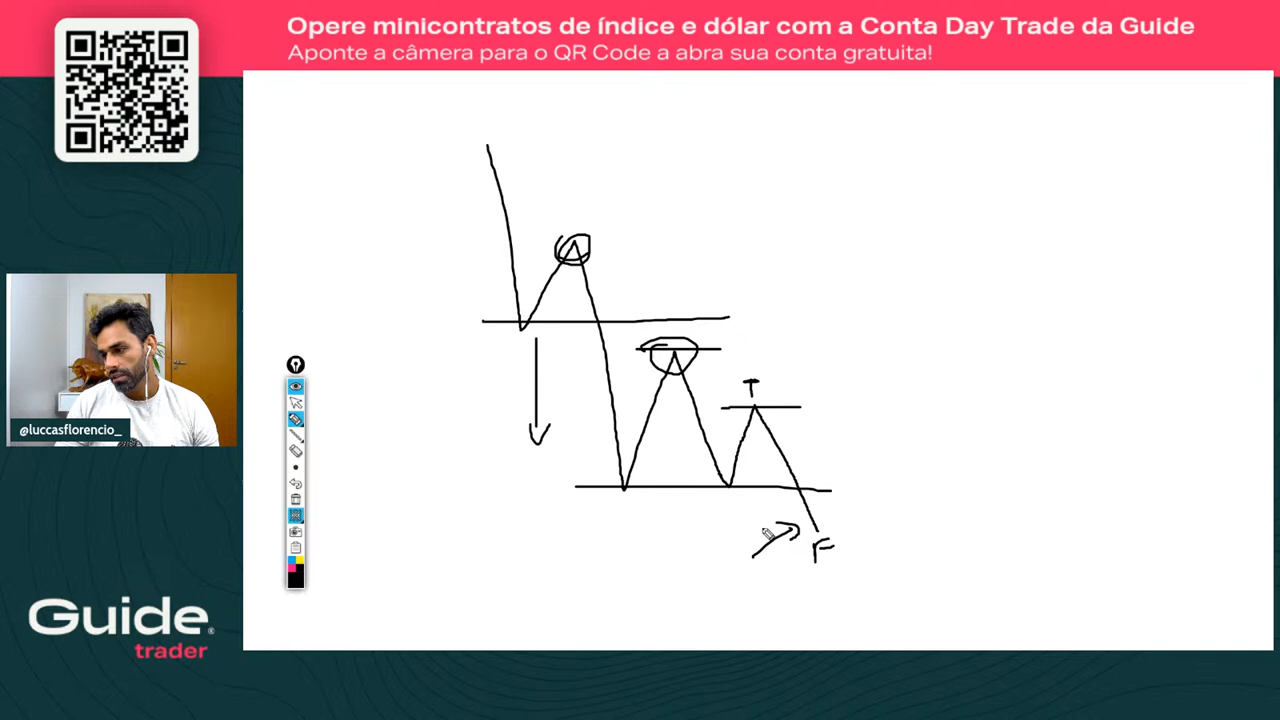 Opere minicontratos de índice e dólar com a Conta Day Trade da Guide
Aponte a câmera para o QR Code a abra sua conta gratuita!
T
@luccasflorencio_
F
Guide®
trader